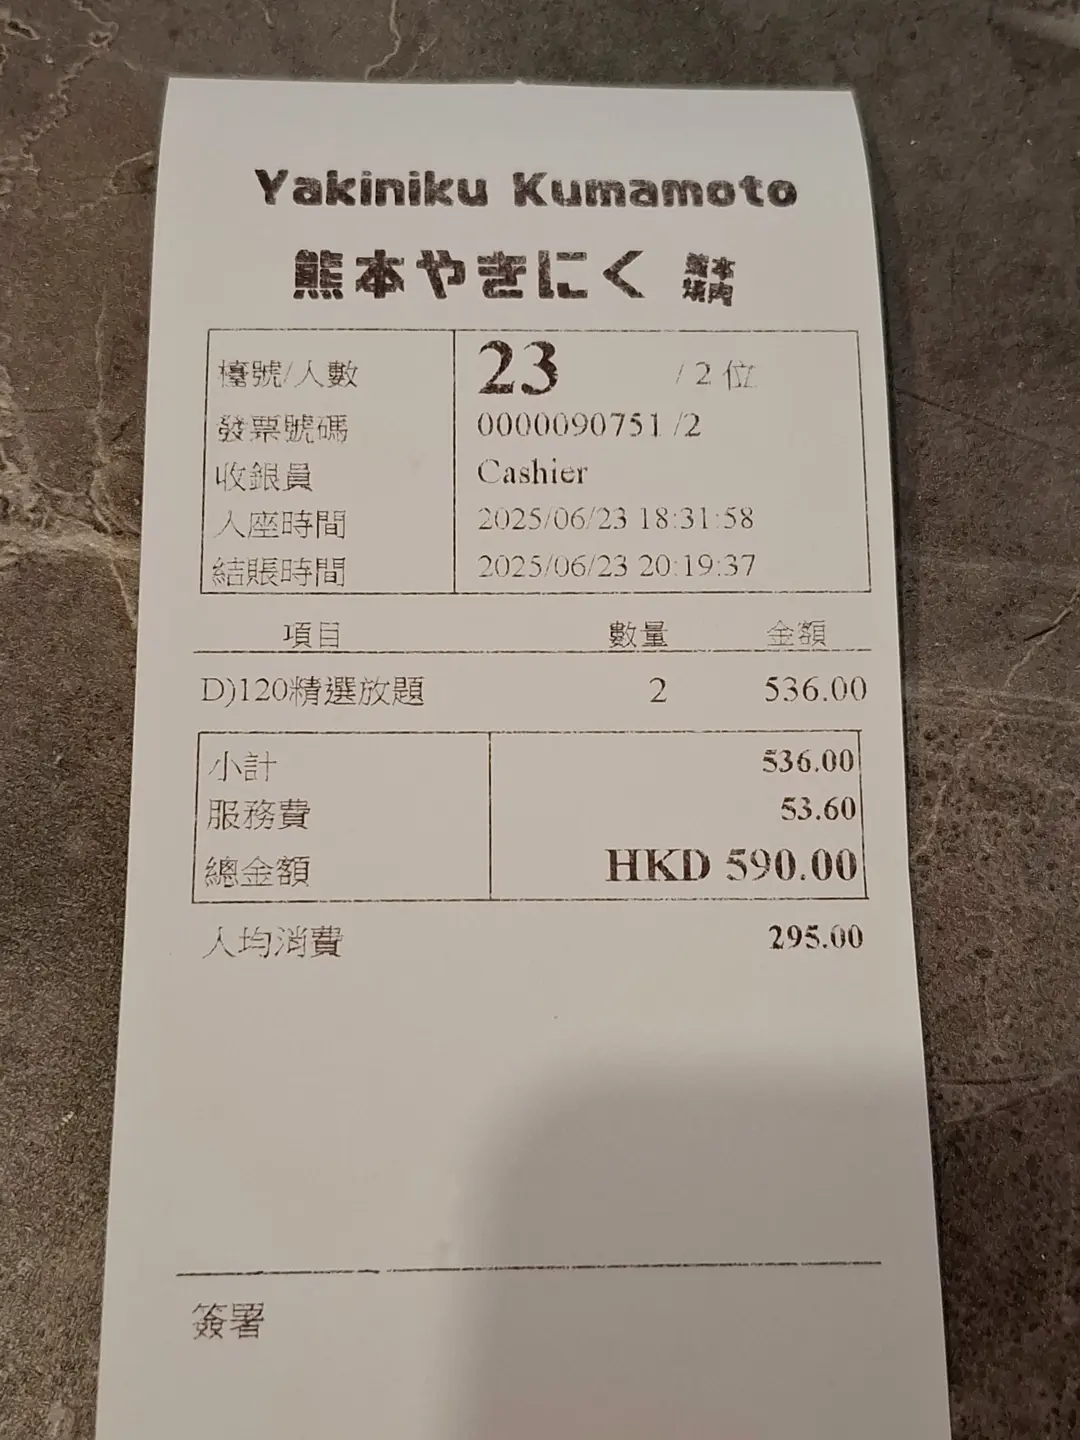 Yakiniku Kumamoto
熊本やきにく 熊本焼肉
檯號/人數 23 / 2 位
發票號碼 0000090751 /2
收銀員 Cashier
入座時間 2025/06/23 18:31:58
結賬時間 2025/06/23 20:19:37
項目 數量 金額
D)120精選放題 2 536.00
小計 536.00
服務費 53.60
總金額 HKD 590.00
人均消費 295.00
簽署